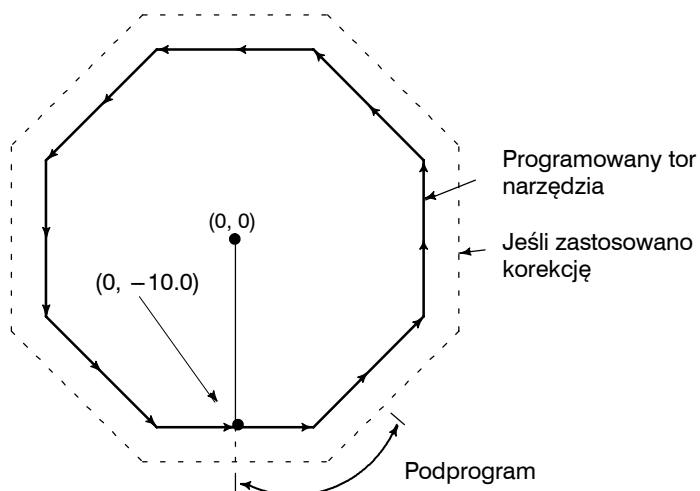 Programowany tor
narzędzia
(0, 0)
Jeśli zastosowano
korekcję
(0, −10.0)
Podprogram